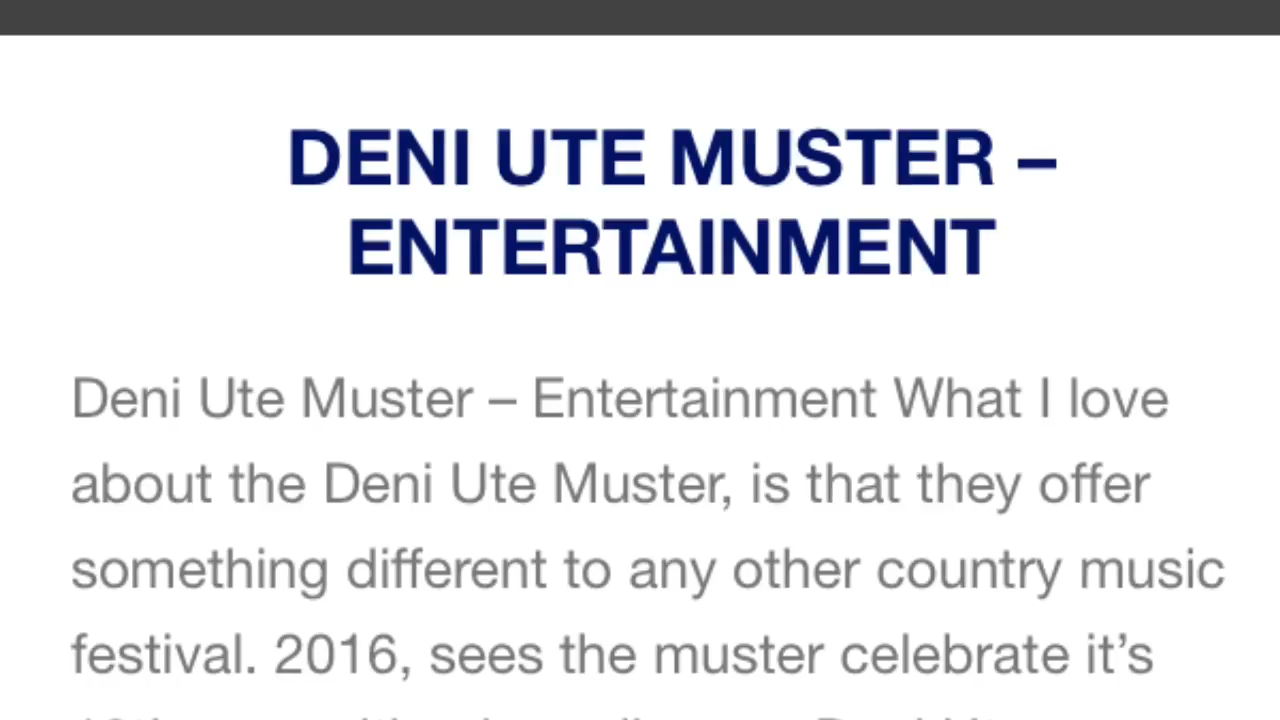 DENI UTE MUSTER –
ENTERTAINMENT
Deni Ute Muster – Entertainment What I love
about the Deni Ute Muster, is that they offer
something different to any other country music
festival. 2016, sees the muster celebrate it’s